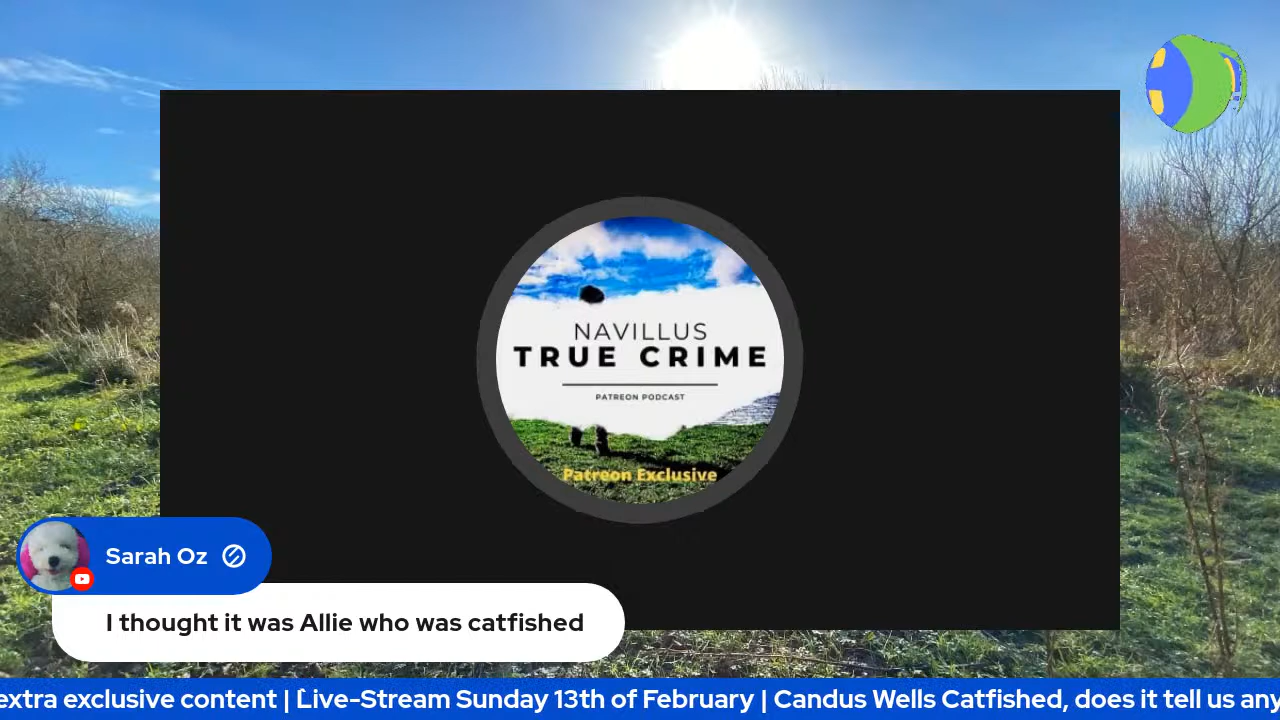 NAVILLUS
TRUE CRIME
PATREON PODCAST
Patreon Exclusive
Sarah Oz
I thought it was Allie who was catfished
extra exclusive content | Live-Stream Sunday 13th of February | Candus Wells Catfished, does it tell us any